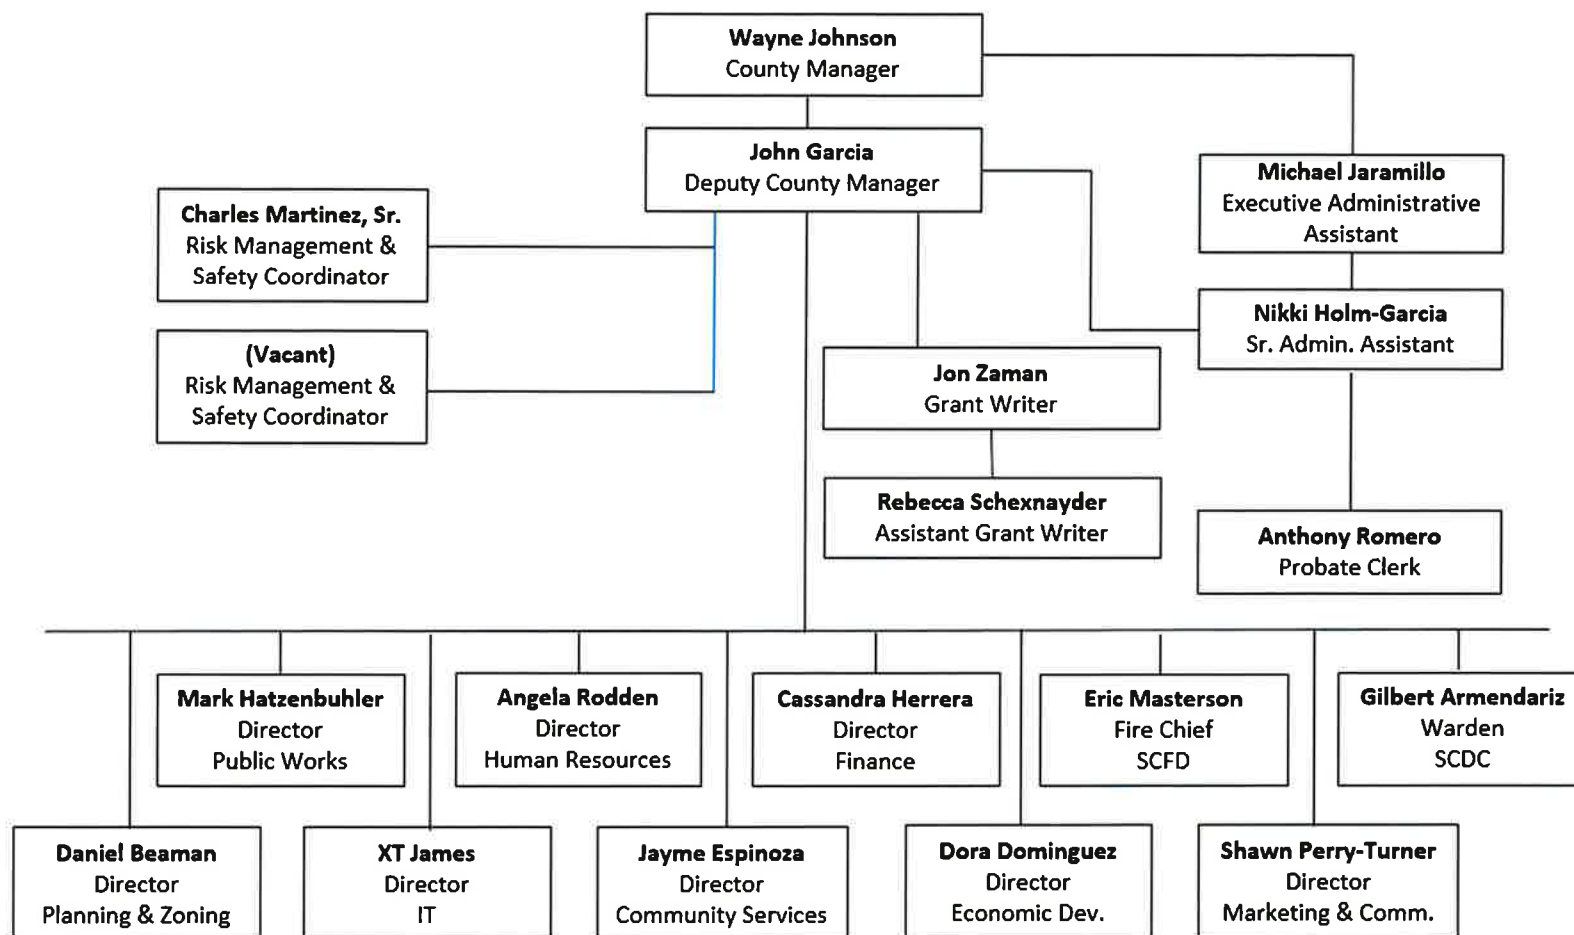 Wayne Johnson
County Manager
John Garcia
Deputy County Manager
Michael Jaramillo
Executive Administrative
Assistant
Charles Martinez, Sr.
Risk Management &
Safety Coordinator
Nikki Holm-Garcia
Sr. Admin. Assistant
(Vacant)
Risk Management &
Safety Coordinator
Jon Zaman
Grant Writer
Rebecca Schexnayder
Assistant Grant Writer
Anthony Romero
Probate Clerk
Mark Hatzenbuhler
Director
Public Works
Angela Rodden
Director
Human Resources
Cassandra Herrera
Director
Finance
Eric Masterson
Fire Chief
SCFD
Gilbert Armendariz
Warden
SCDC
Daniel Beaman
Director
Planning & Zoning
XT James
Director
IT
Jayme Espinoza
Director
Community Services
Dora Dominguez
Director
Economic Dev.
Shawn Perry-Turner
Director
Marketing & Comm.